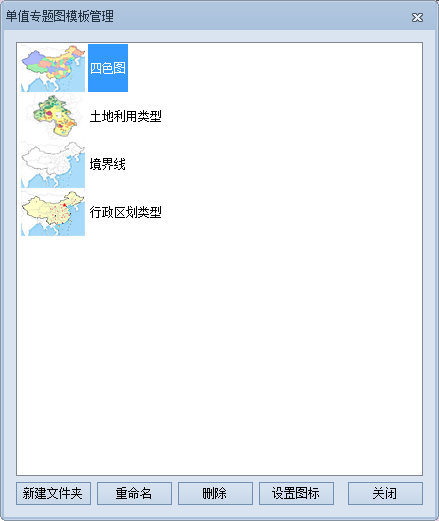 单值专题图模板管理
四色图
土地利用类型
境界线
行政区划类型
新建文件夹 重命名 删除 设置图标 关闭